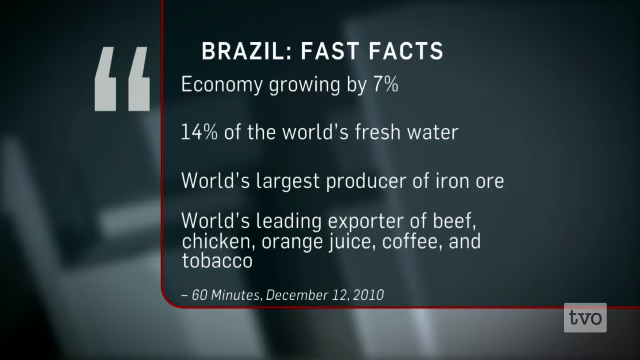 “
BRAZIL: FAST FACTS
Economy growing by 7%
14% of the world's fresh water
World's largest producer of iron ore
World's leading exporter of beef,
chicken, orange juice, coffee, and
tobacco
– 60 Minutes, December 12, 2010
tvo